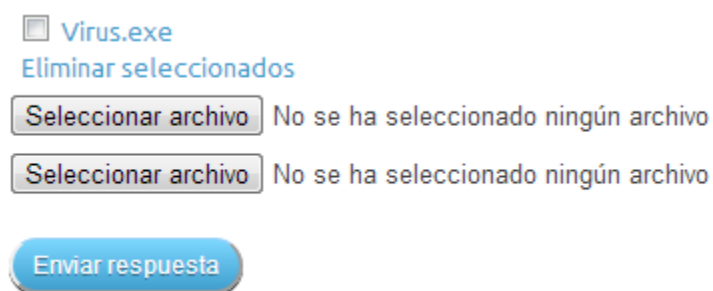 Virus.exe
Eliminar seleccionados
Seleccionar archivo No se ha seleccionado ningún archivo
Seleccionar archivo No se ha seleccionado ningún archivo
Enviar respuesta